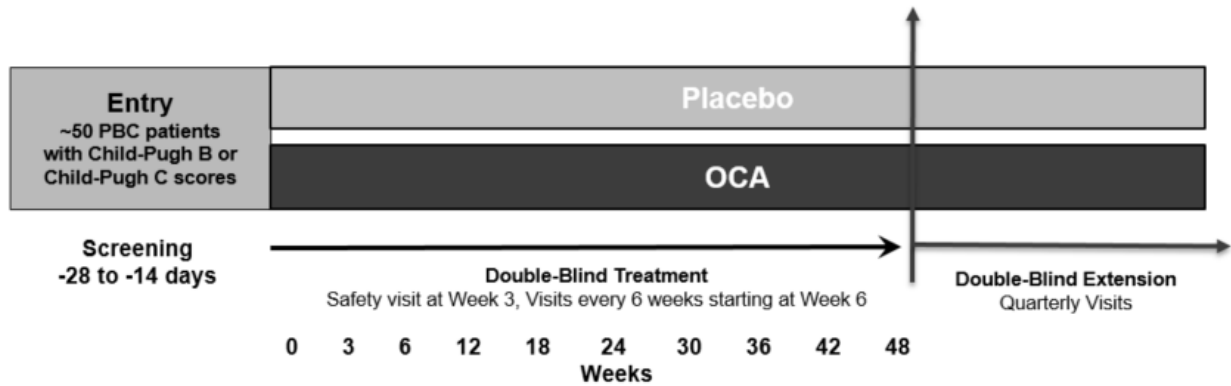 Placebo
Entry
~50 PBC patients
with Child-Pugh B or
Child-Pugh C scores
OCA
Screening
-28 to -14 days
Double-Blind Treatment
Safety visit at Week 3, Visits every 6 weeks starting at Week 6
Double-Blind Extension
Quarterly Visits
0 3 6 12 18 24 30 36 42 48
Weeks